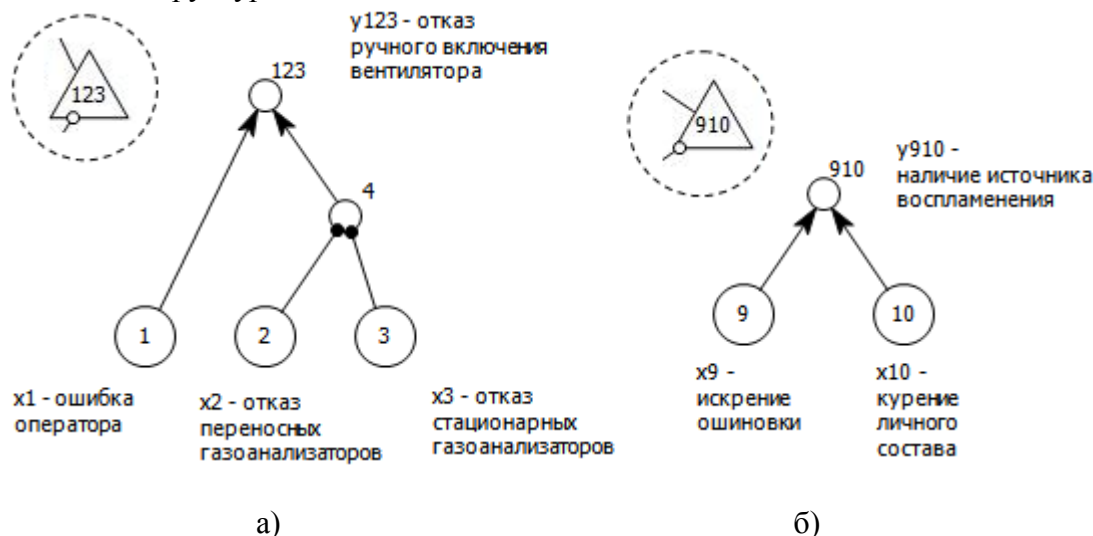 y123 - отказ
ручного включения
вентилятора
123
123
4
1
2
3
x1 - ошибка
оператора
x2 - отказ
переносных
газоанализаторов
x3 - отказ
стационарных
газоанализаторов
а)
910
910
y910 -
наличие источника
воспламенения
9
10
x9 -
искрение
ошиновки
x10 -
курение
личного
состава
б)